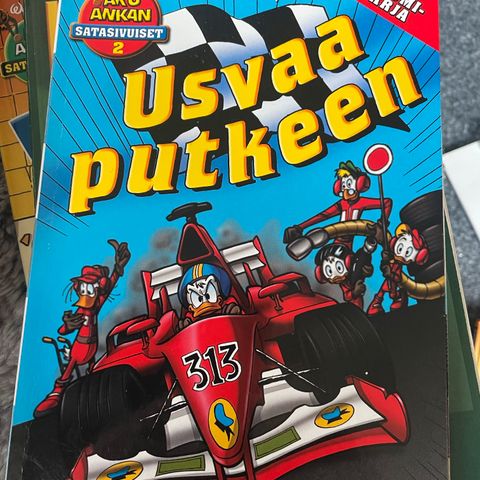 AKU
ANKAN
SATASIVUISET
2
Usvaa
putkeen
313